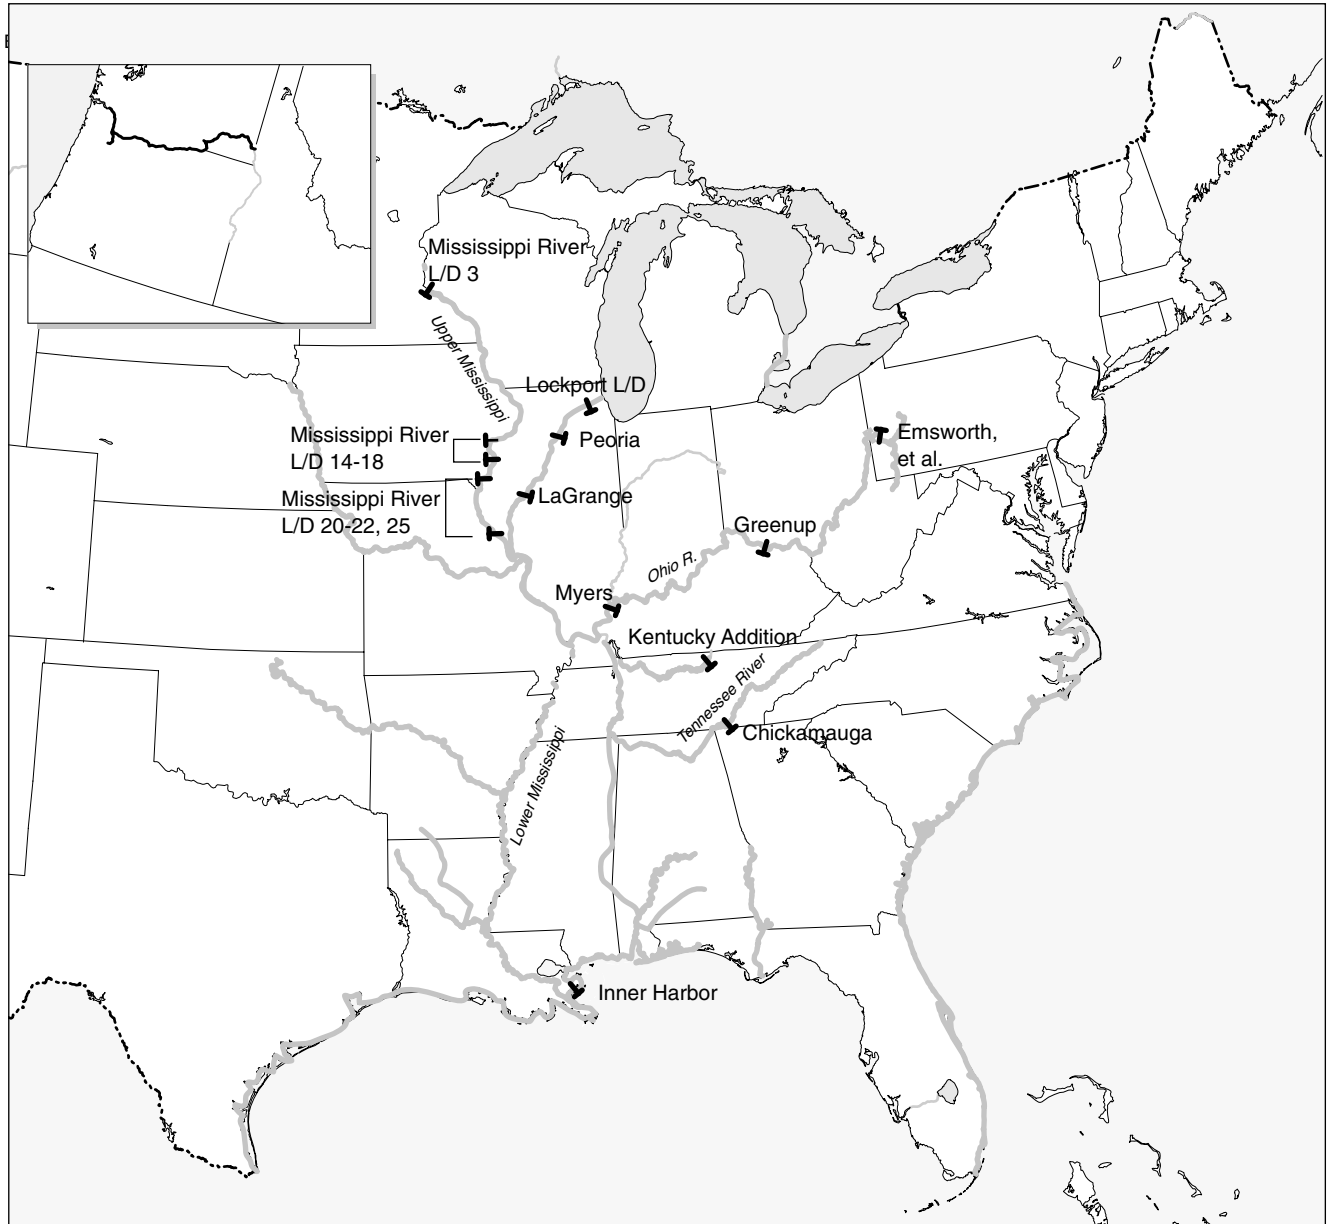 Mississippi River
L/D 3
Upper Mississippi
Lockport L/D
Mississippi River
L/D 14-18
Peoria
Emsworth,
et al.
Mississippi River
L/D 20-22, 25
LaGrange
Greenup
Ohio R.
Myers
Kentucky Addition
Tennessee River
Chickamauga
Lower Mississippi
Inner Harbor